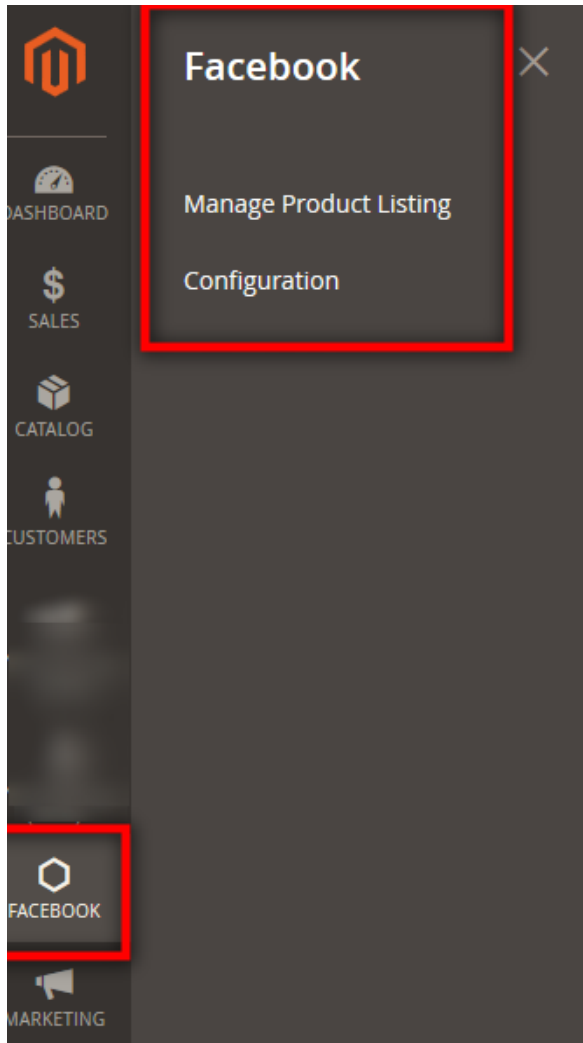 Facebook
Manage Product Listing
Configuration
DASHBOARD
SALES
CATALOG
CUSTOMERS
FACEBOOK
MARKETING